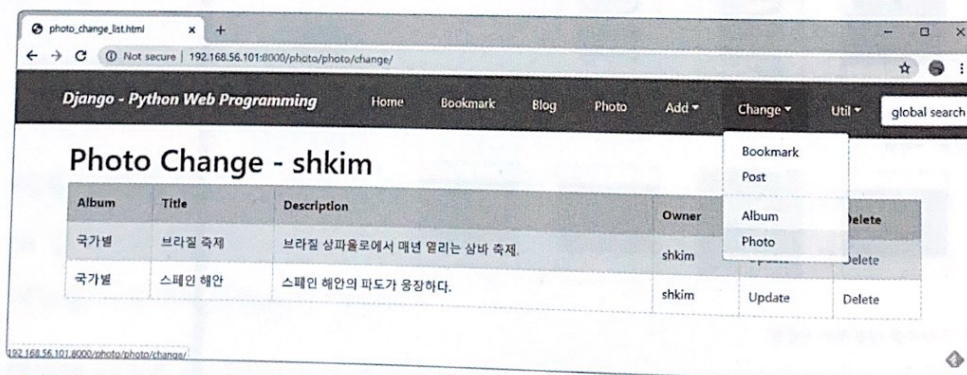 photo_change_list.html × +
Not secure | 192.168.56.101:8000/photo/photo/change/
Django - Python Web Programming Home Bookmark Blog Photo Add Change Util global search
Bookmark
Post
Album
Photo
Photo Change - shkim
Album Title Description Owner Delete
국가별 브라질 축제 브라질 상파울로에서 매년 열리는 삼바 축제. shkim Update Delete
국가별 스페인 해안 스페인 해안의 파도가 웅장하다. shkim Update Delete
192.168.56.101:8000/photo/photo/change/